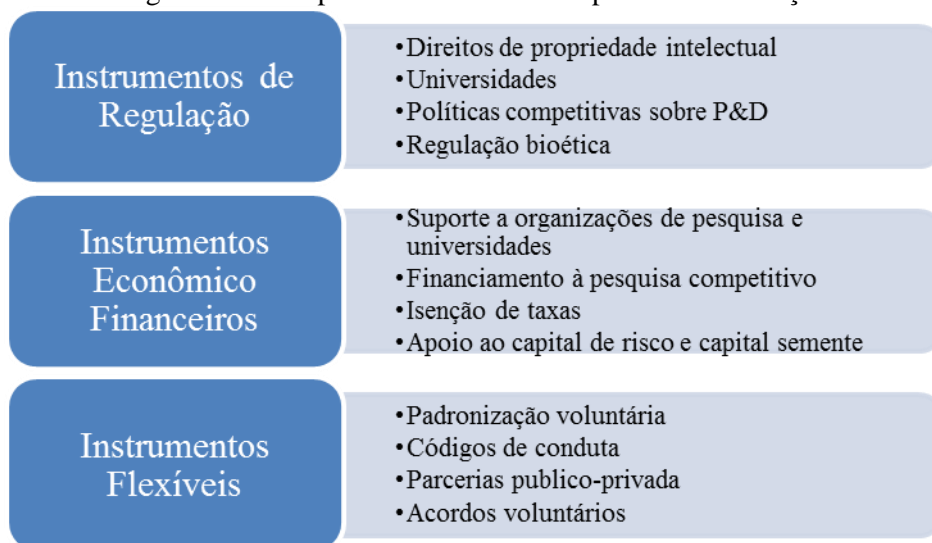 Instrumentos de
Regulação
•Direitos de propriedade intelectual
•Universidades
•Políticas competitivas sobre P&D
•Regulação bioética
Instrumentos
Econômico
Financeiros
•Suporte a organizações de pesquisa e
universidades
•Financiamento à pesquisa competitivo
•Isenção de taxas
•Apoio ao capital de risco e capital semente
Instrumentos
Flexíveis
•Padronização voluntária
•Códigos de conduta
•Parcerias publico-privada
•Acordos voluntários